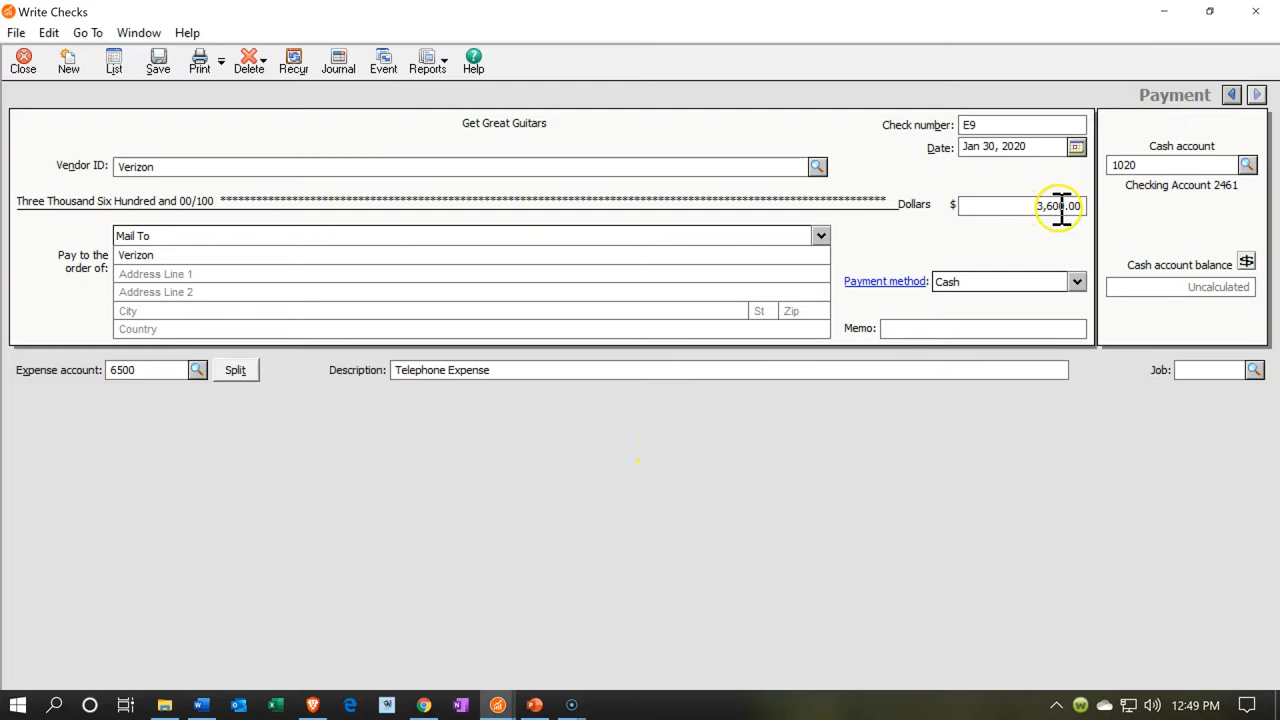 Write Checks
File Edit Go To Window Help
Close New List Save Print Delete Recur Journal Event Reports Help
Payment
Get Great Guitars
Check number: E9
Date: Jan 30, 2020
Cash account
Vendor ID: Verizon
1020
Checking Account 2461
Three Thousand Six Hundred and 00/100 ****************************************************************************************************************** Dollars $ 3,600.00
Mail To
Pay to the order of: Verizon
Address Line 1
Address Line 2
City St Zip
Country
Cash account balance
Payment method: Cash
Uncalculated
Memo:
Expense account: 6500 Split Description: Telephone Expense Job:
12:49 PM